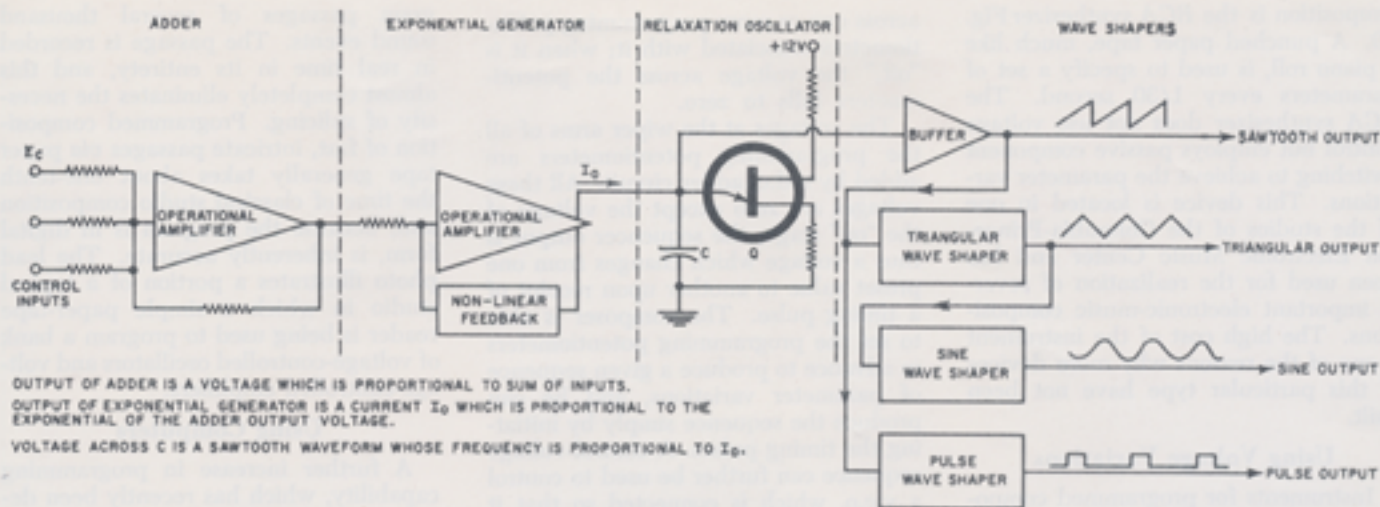 ADDER
EXPONENTIAL GENERATOR
RELAXATION OSCILLATOR
WAVE SHAPERS
+12V
Ec
OPERATIONAL
AMPLIFIER
CONTROL
INPUTS
OPERATIONAL
AMPLIFIER
NON-LINEAR
FEEDBACK
Io
C
Q
BUFFER
SAWTOOTH OUTPUT
TRIANGULAR
WAVE SHAPER
TRIANGULAR OUTPUT
SINE
WAVE SHAPER
SINE OUTPUT
PULSE
WAVE SHAPER
PULSE OUTPUT
OUTPUT OF ADDER IS A VOLTAGE WHICH IS PROPORTIONAL TO SUM OF INPUTS.
OUTPUT OF EXPONENTIAL GENERATOR IS A CURRENT Io WHICH IS PROPORTIONAL TO THE
EXPONENTIAL OF THE ADDER OUTPUT VOLTAGE.
VOLTAGE ACROSS C IS A SAWTOOTH WAVEFORM WHOSE FREQUENCY IS PROPORTIONAL TO Io.